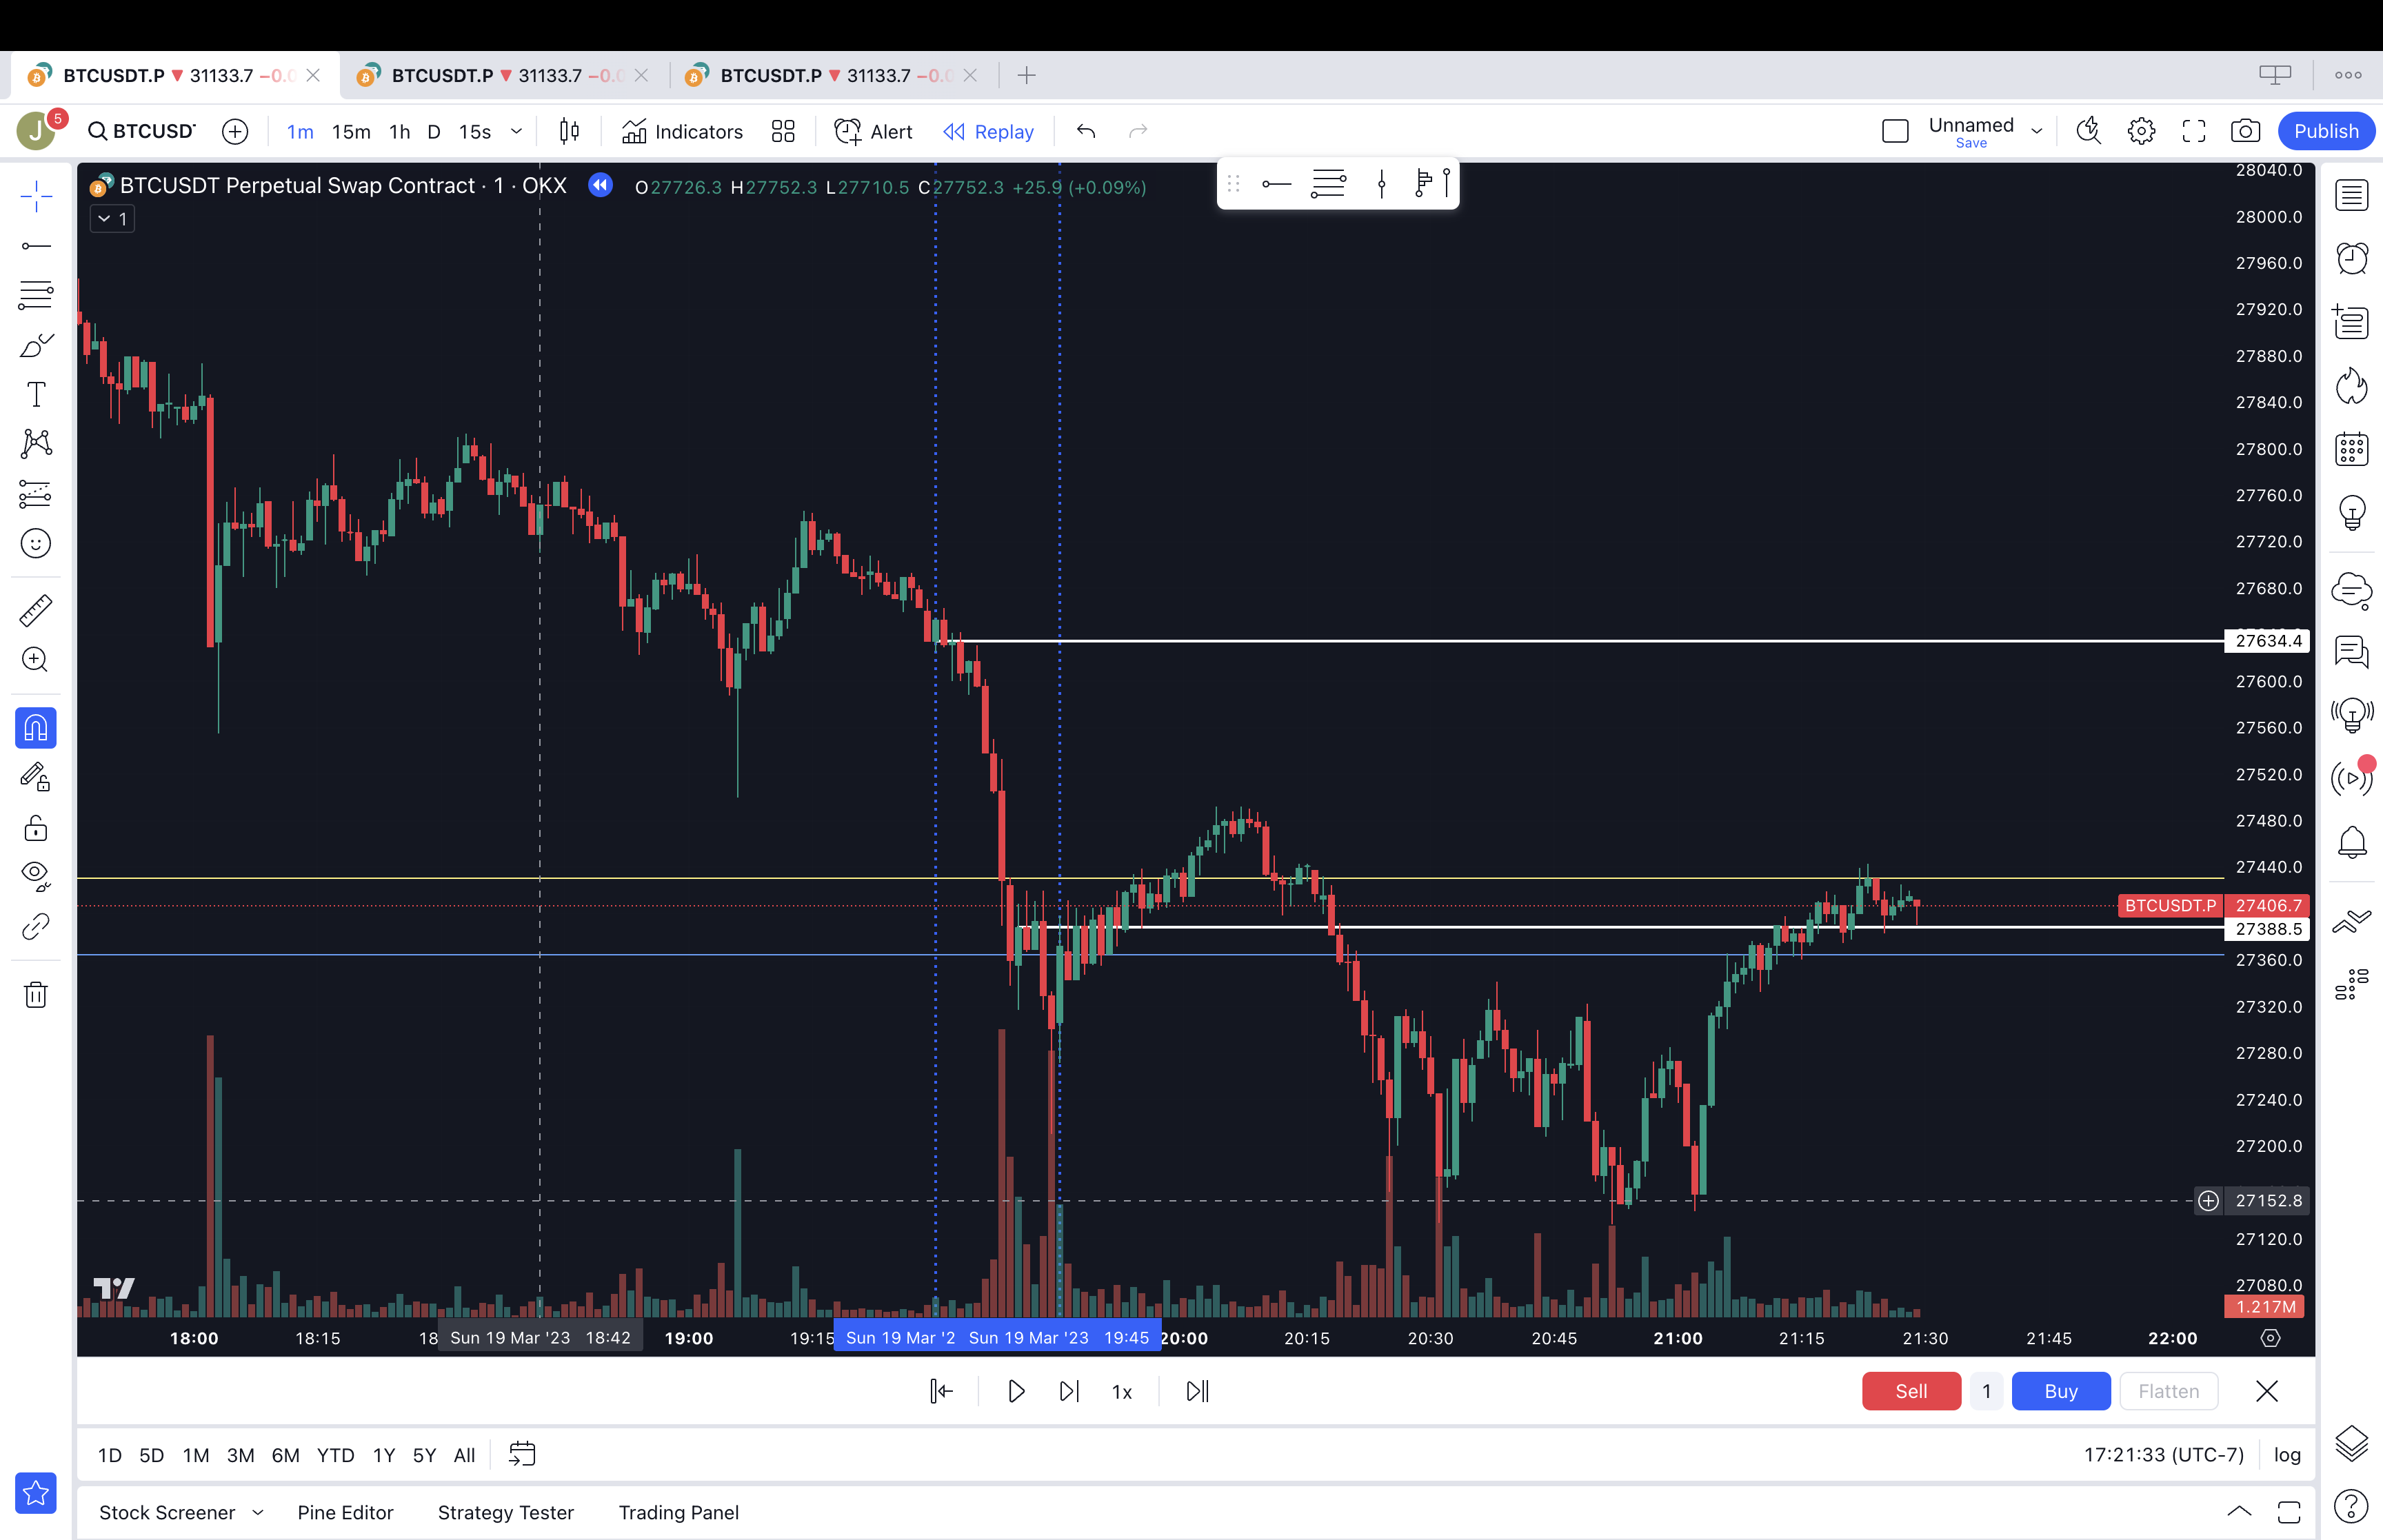 BTCUSDT.P ▼ 31133.7 −0.0 BTCUSDT.P ▼ 31133.7 −0.0 BTCUSDT.P ▼ 31133.7 −0.0
J 5 BTCUSDT 1m 15m 1h D 15s Indicators Alert Replay Unnamed Save Publish
BTCUSDT Perpetual Swap Contract · 1 · OKX O27726.3 H27752.3 L27710.5 C27752.3 +25.9 (+0.09%)
1
28040.0
28000.0
27960.0
27920.0
27880.0
27840.0
27800.0
27760.0
27720.0
27680.0
27634.4
27600.0
27560.0
27520.0
27480.0
27440.0
BTCUSDT.P 27406.7
27388.5
27360.0
27320.0
27280.0
27240.0
27200.0
27152.8
27120.0
27080.0
1.217M
18:00 18:15 18 Sun 19 Mar '23 18:42 19:00 19:15 Sun 19 Mar '2 Sun 19 Mar '23 19:45 20:00 20:15 20:30 20:45 21:00 21:15 21:30 21:45 22:00
1x Sell 1 Buy Flatten
1D 5D 1M 3M 6M YTD 1Y 5Y All 17:21:33 (UTC-7) log
Stock Screener Pine Editor Strategy Tester Trading Panel